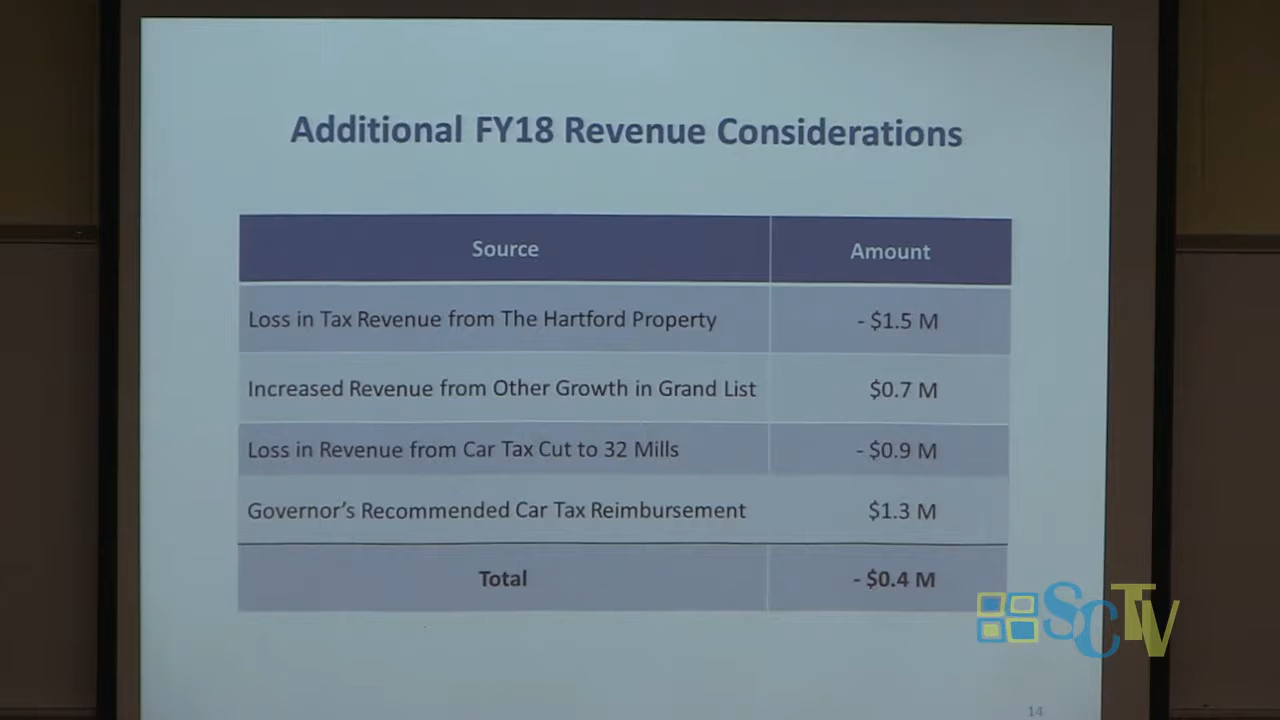 Additional FY18 Revenue Considerations
Source Amount
Loss in Tax Revenue from The Hartford Property - $1.5 M
Increased Revenue from Other Growth in Grand List $0.7 M
Loss in Revenue from Car Tax Cut to 32 Mills - $0.9 M
Governor's Recommended Car Tax Reimbursement $1.3 M
Total - $0.4 M
SCTV
14